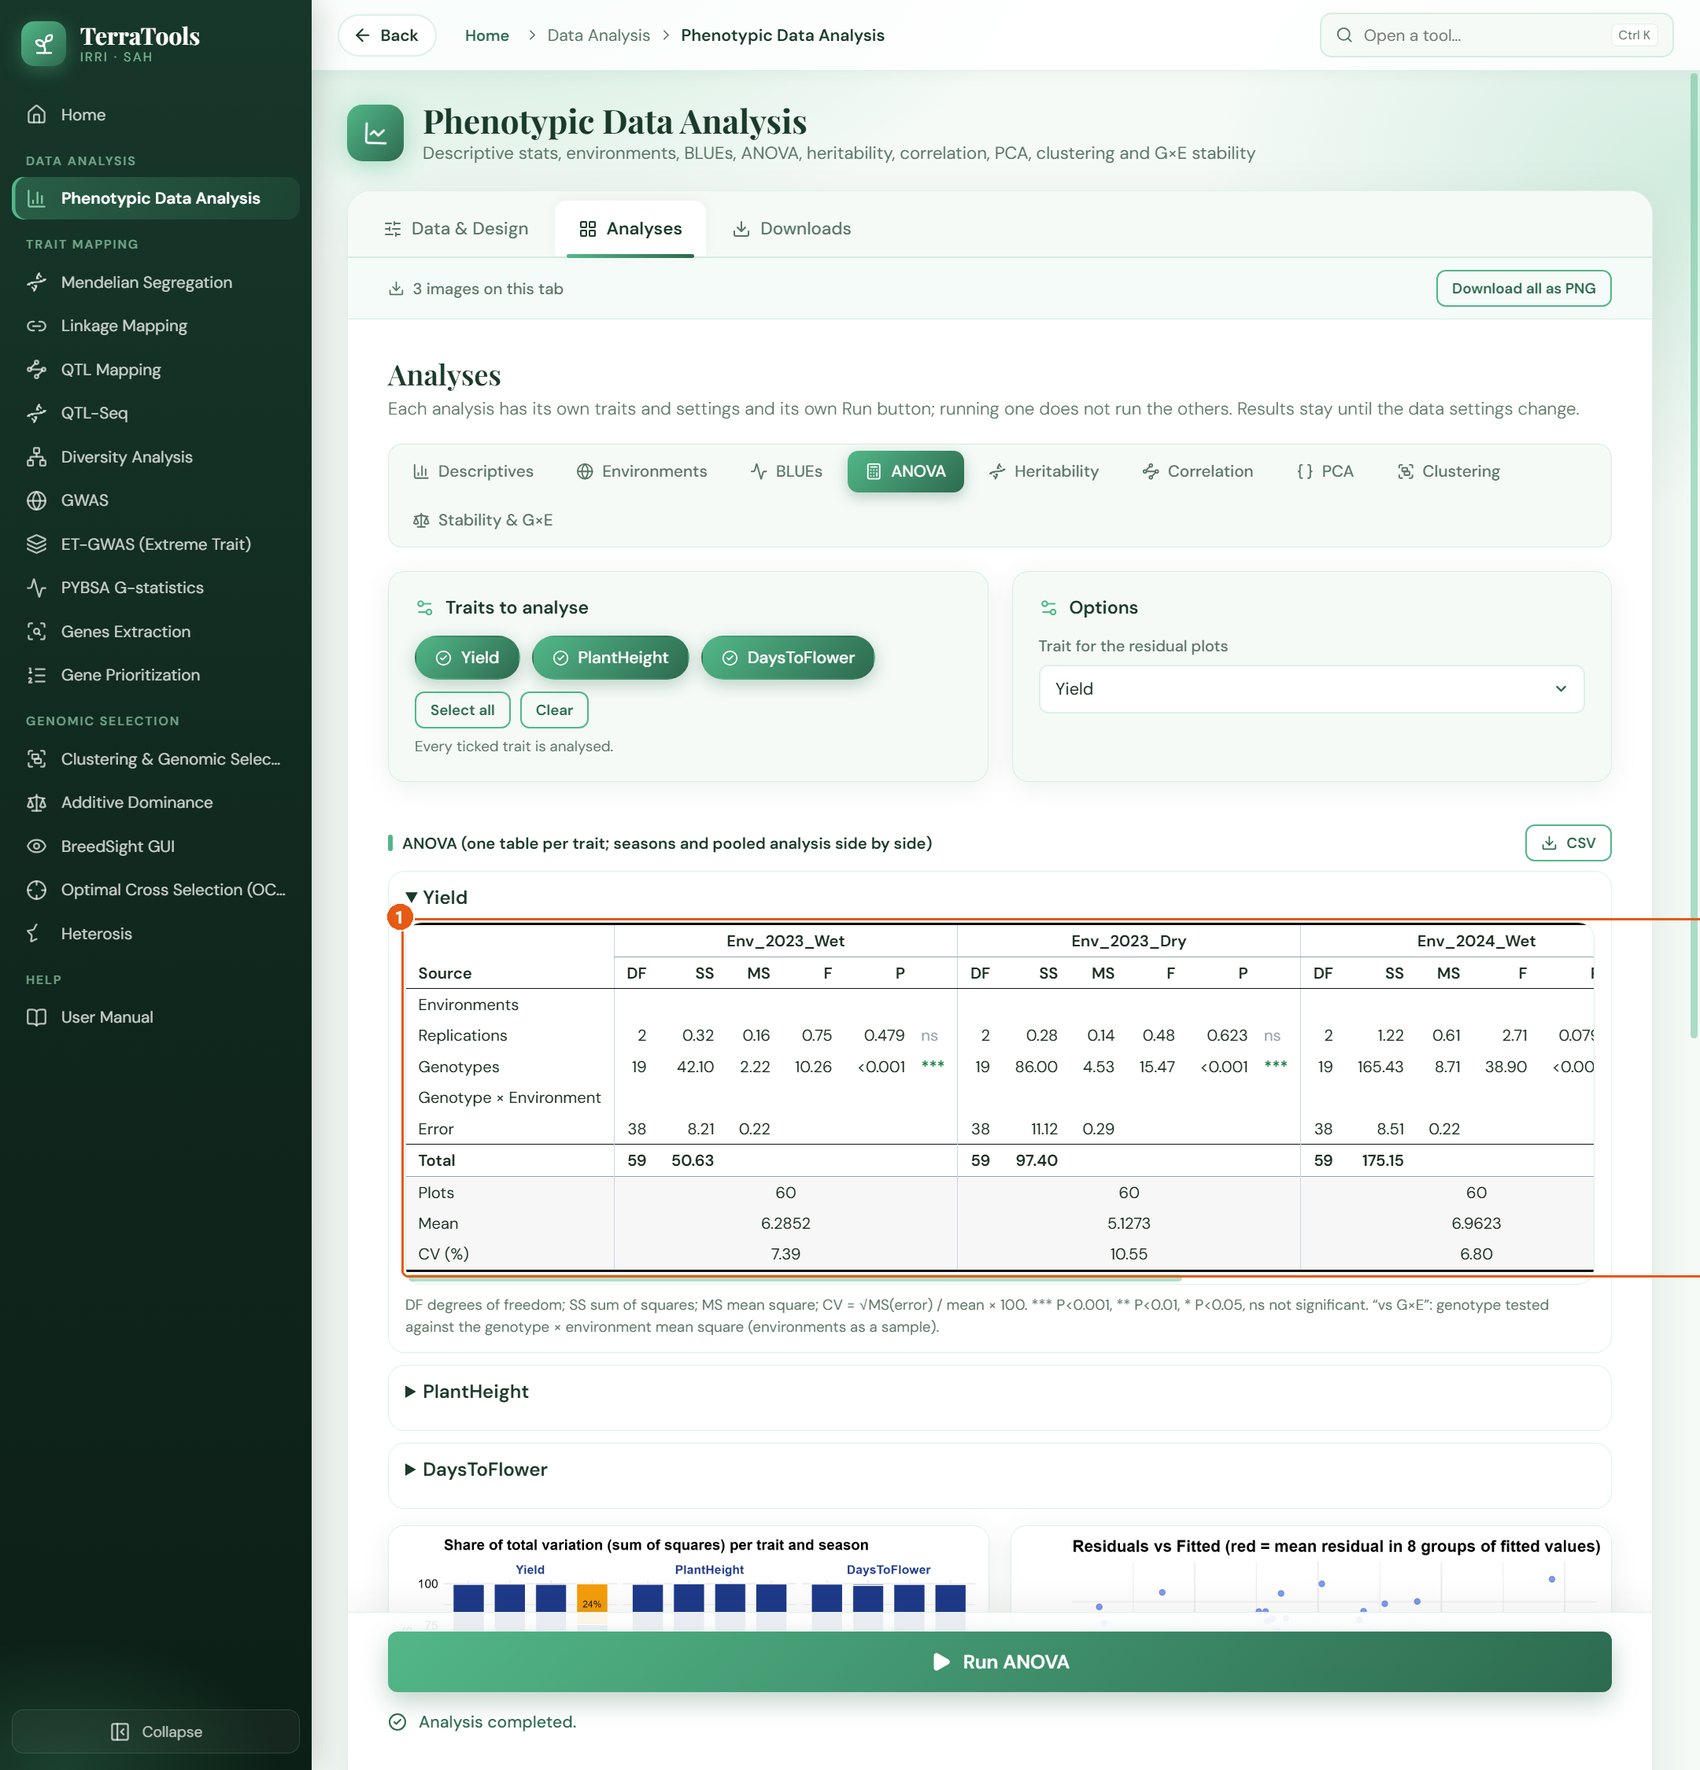 TerraTools
IRRI · SAH
Home
DATA ANALYSIS
Phenotypic Data Analysis
TRAIT MAPPING
Mendelian Segregation
Linkage Mapping
QTL Mapping
QTL-Seq
Diversity Analysis
GWAS
ET-GWAS (Extreme Trait)
PYBSA G-statistics
Genes Extraction
Gene Prioritization
GENOMIC SELECTION
Clustering & Genomic Selec...
Additive Dominance
BreedSight GUI
Optimal Cross Selection (OC...
Heterosis
HELP
User Manual
Collapse
Back Home > Data Analysis > Phenotypic Data Analysis Open a tool... Ctrl K
Phenotypic Data Analysis
Descriptive stats, environments, BLUEs, ANOVA, heritability, correlation, PCA, clustering and G×E stability
Data & Design Analyses Downloads
3 images on this tab Download all as PNG
Analyses
Each analysis has its own traits and settings and its own Run button; running one does not run the others. Results stay until the data settings change.
Descriptives Environments BLUEs ANOVA Heritability Correlation PCA Clustering
Stability & G×E
Traits to analyse
Yield PlantHeight DaysToFlower
Select all Clear
Every ticked trait is analysed.
Options
Trait for the residual plots
Yield
ANOVA (one table per trait; seasons and pooled analysis side by side) CSV
Yield
1
Env_2023_Wet Env_2023_Dry Env_2024_Wet
Source DF SS MS F P DF SS MS F P DF SS MS F
Environments
Replications 2 0.32 0.16 0.75 0.479 ns 2 0.28 0.14 0.48 0.623 ns 2 1.22 0.61 2.71 0.079
Genotypes 19 42.10 2.22 10.26 <0.001 *** 19 86.00 4.53 15.47 <0.001 *** 19 165.43 8.71 38.90 <0.00
Genotype × Environment
Error 38 8.21 0.22 38 11.12 0.29 38 8.51 0.22
Total 59 50.63 59 97.40 59 175.15
Plots 60 60 60
Mean 6.2852 5.1273 6.9623
CV (%) 7.39 10.55 6.80
DF degrees of freedom; SS sum of squares; MS mean square; CV = √MS(error) / mean × 100. *** P<0.001, ** P<0.01, * P<0.05, ns not significant. “vs G×E”: genotype tested
against the genotype × environment mean square (environments as a sample).
PlantHeight
DaysToFlower
Share of total variation (sum of squares) per trait and season
Yield PlantHeight DaysToFlower
100
24%
75
Residuals vs Fitted (red = mean residual in 8 groups of fitted values)
Run ANOVA
Analysis completed.